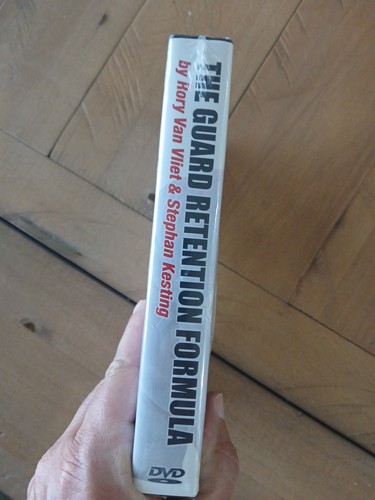 THE GUARD RETENTION FORMULA
by Rory Van Vliet & Stephan Kesting
DVD